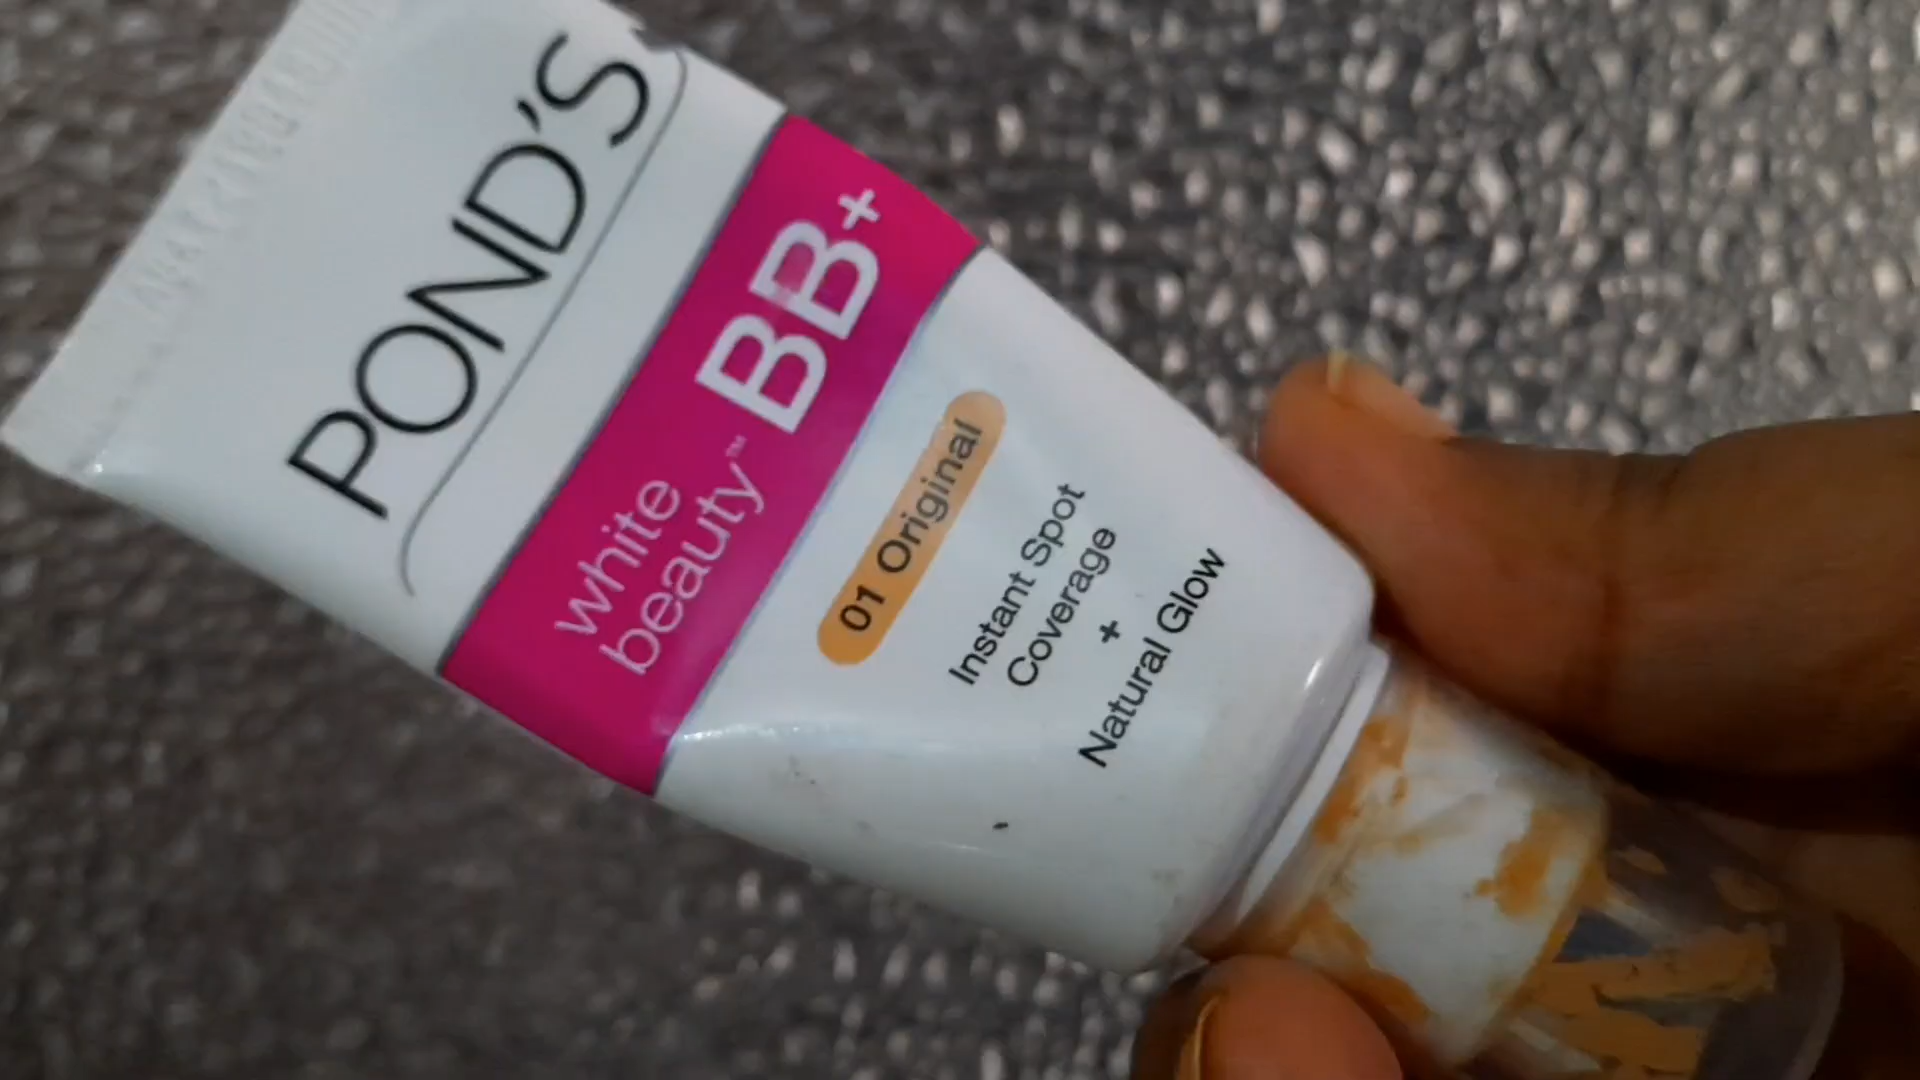 POND'S
white
beauty™ BB+
01 Original
Instant Spot
Coverage
+
Natural Glow